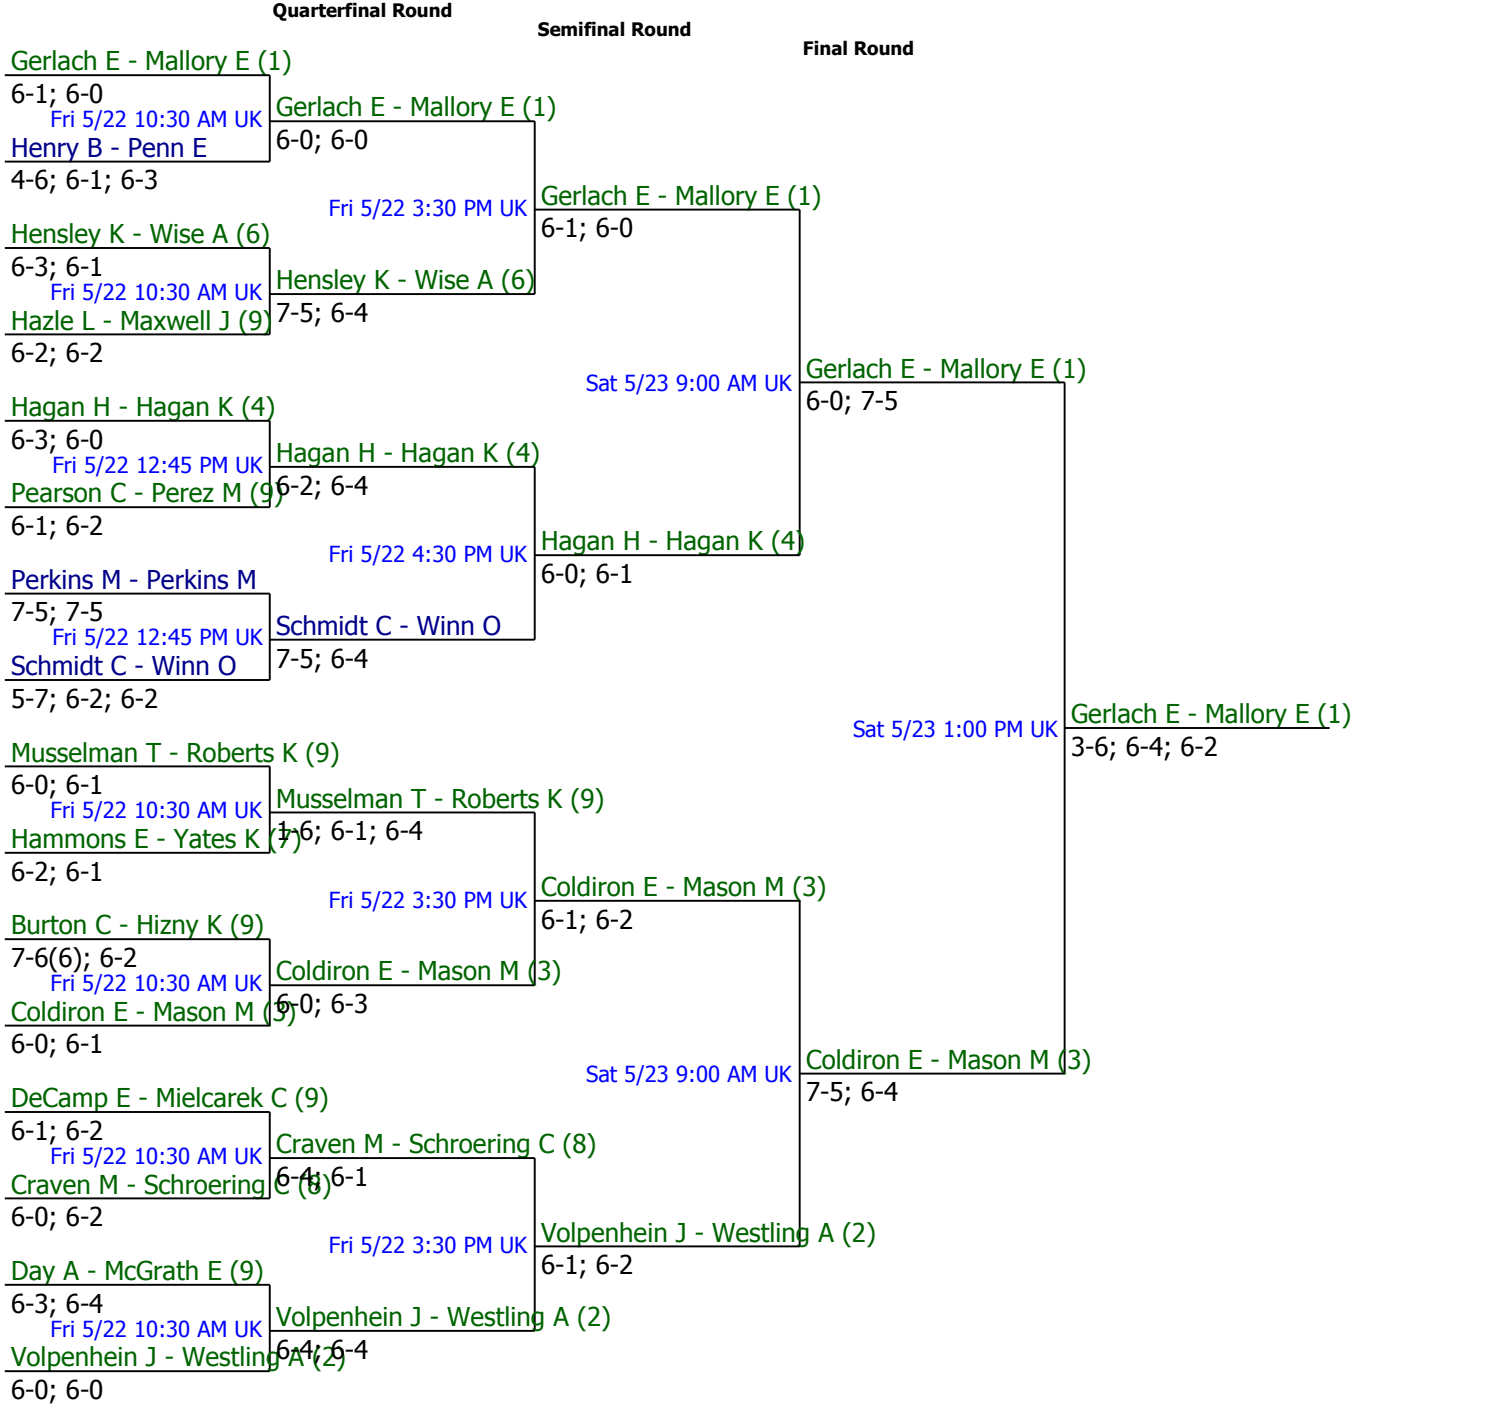 Quarterfinal Round
Semifinal Round
Final Round
Gerlach E - Mallory E (1)
6-1; 6-0
Fri 5/22 10:30 AM UK
Henry B - Penn E
4-6; 6-1; 6-3
Hensley K - Wise A (6)
6-3; 6-1
Fri 5/22 10:30 AM UK
Hazle L - Maxwell J (9)
6-2; 6-2
Hagan H - Hagan K (4)
6-3; 6-0
Fri 5/22 12:45 PM UK
Pearson C - Perez M (9)
6-1; 6-2
Perkins M - Perkins M
7-5; 7-5
Fri 5/22 12:45 PM UK
Schmidt C - Winn O
5-7; 6-2; 6-2
Musselman T - Roberts K (9)
6-0; 6-1
Fri 5/22 10:30 AM UK
Hammons E - Yates K (7)
6-2; 6-1
Burton C - Hizny K (9)
7-6(6); 6-2
Fri 5/22 10:30 AM UK
Coldiron E - Mason M (3)
6-0; 6-1
DeCamp E - Mielcarek C (9)
6-1; 6-2
Fri 5/22 10:30 AM UK
Craven M - Schroering C (8)
6-0; 6-2
Day A - McGrath E (9)
6-3; 6-4
Fri 5/22 10:30 AM UK
Volpenhein J - Westling A (2)
6-0; 6-0
Gerlach E - Mallory E (1)
6-0; 6-0
Fri 5/22 3:30 PM UK
Hensley K - Wise A (6)
7-5; 6-4
Hagan H - Hagan K (4)
6-2; 6-4
Fri 5/22 4:30 PM UK
Schmidt C - Winn O
7-5; 6-4
Musselman T - Roberts K (9)
1-6; 6-1; 6-4
Fri 5/22 3:30 PM UK
Coldiron E - Mason M (3)
6-0; 6-3
Craven M - Schroering C (8)
6-4; 6-1
Fri 5/22 3:30 PM UK
Volpenhein J - Westling A (2)
6-4; 6-4
Gerlach E - Mallory E (1)
6-1; 6-0
Sat 5/23 9:00 AM UK
Hagan H - Hagan K (4)
6-0; 6-1
Coldiron E - Mason M (3)
6-1; 6-2
Sat 5/23 9:00 AM UK
Volpenhein J - Westling A (2)
6-1; 6-2
Gerlach E - Mallory E (1)
6-0; 7-5
Sat 5/23 1:00 PM UK
Coldiron E - Mason M (3)
7-5; 6-4
Gerlach E - Mallory E (1)
3-6; 6-4; 6-2